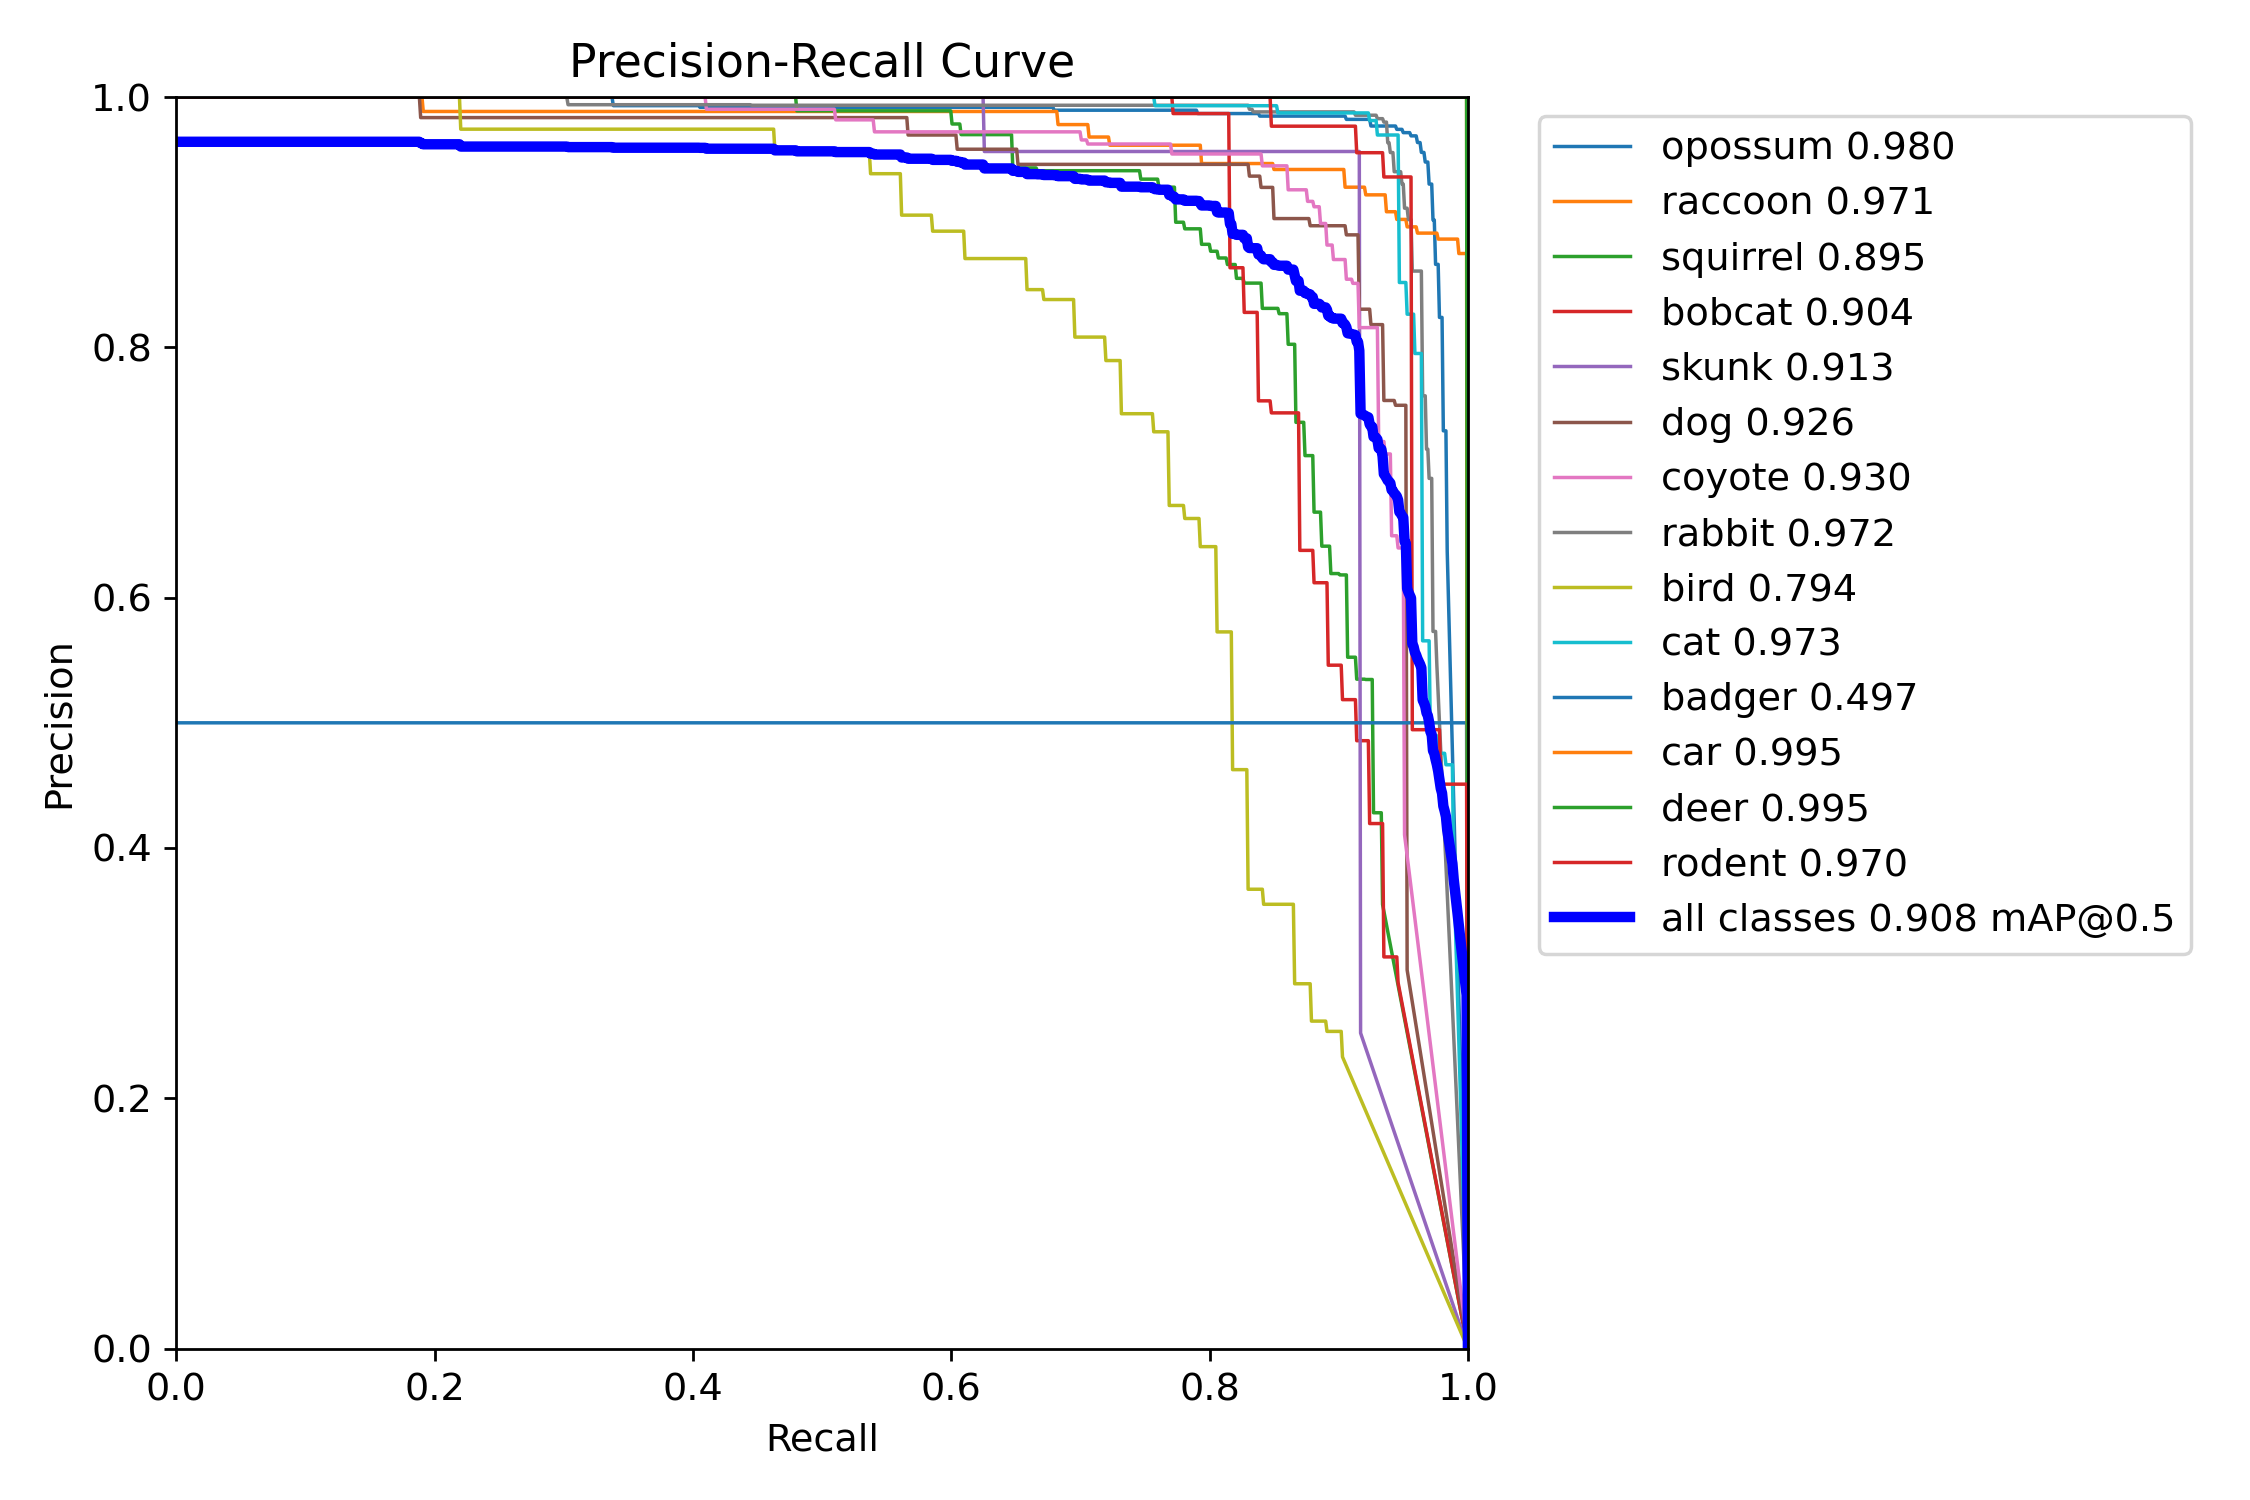 Precision-Recall Curve
1.0
0.8
0.6
0.4
0.2
0.0
Precision
0.0 0.2 0.4 0.6 0.8 1.0
Recall
opossum 0.980
raccoon 0.971
squirrel 0.895
bobcat 0.904
skunk 0.913
dog 0.926
coyote 0.930
rabbit 0.972
bird 0.794
cat 0.973
badger 0.497
car 0.995
deer 0.995
rodent 0.970
all classes 0.908 mAP@0.5